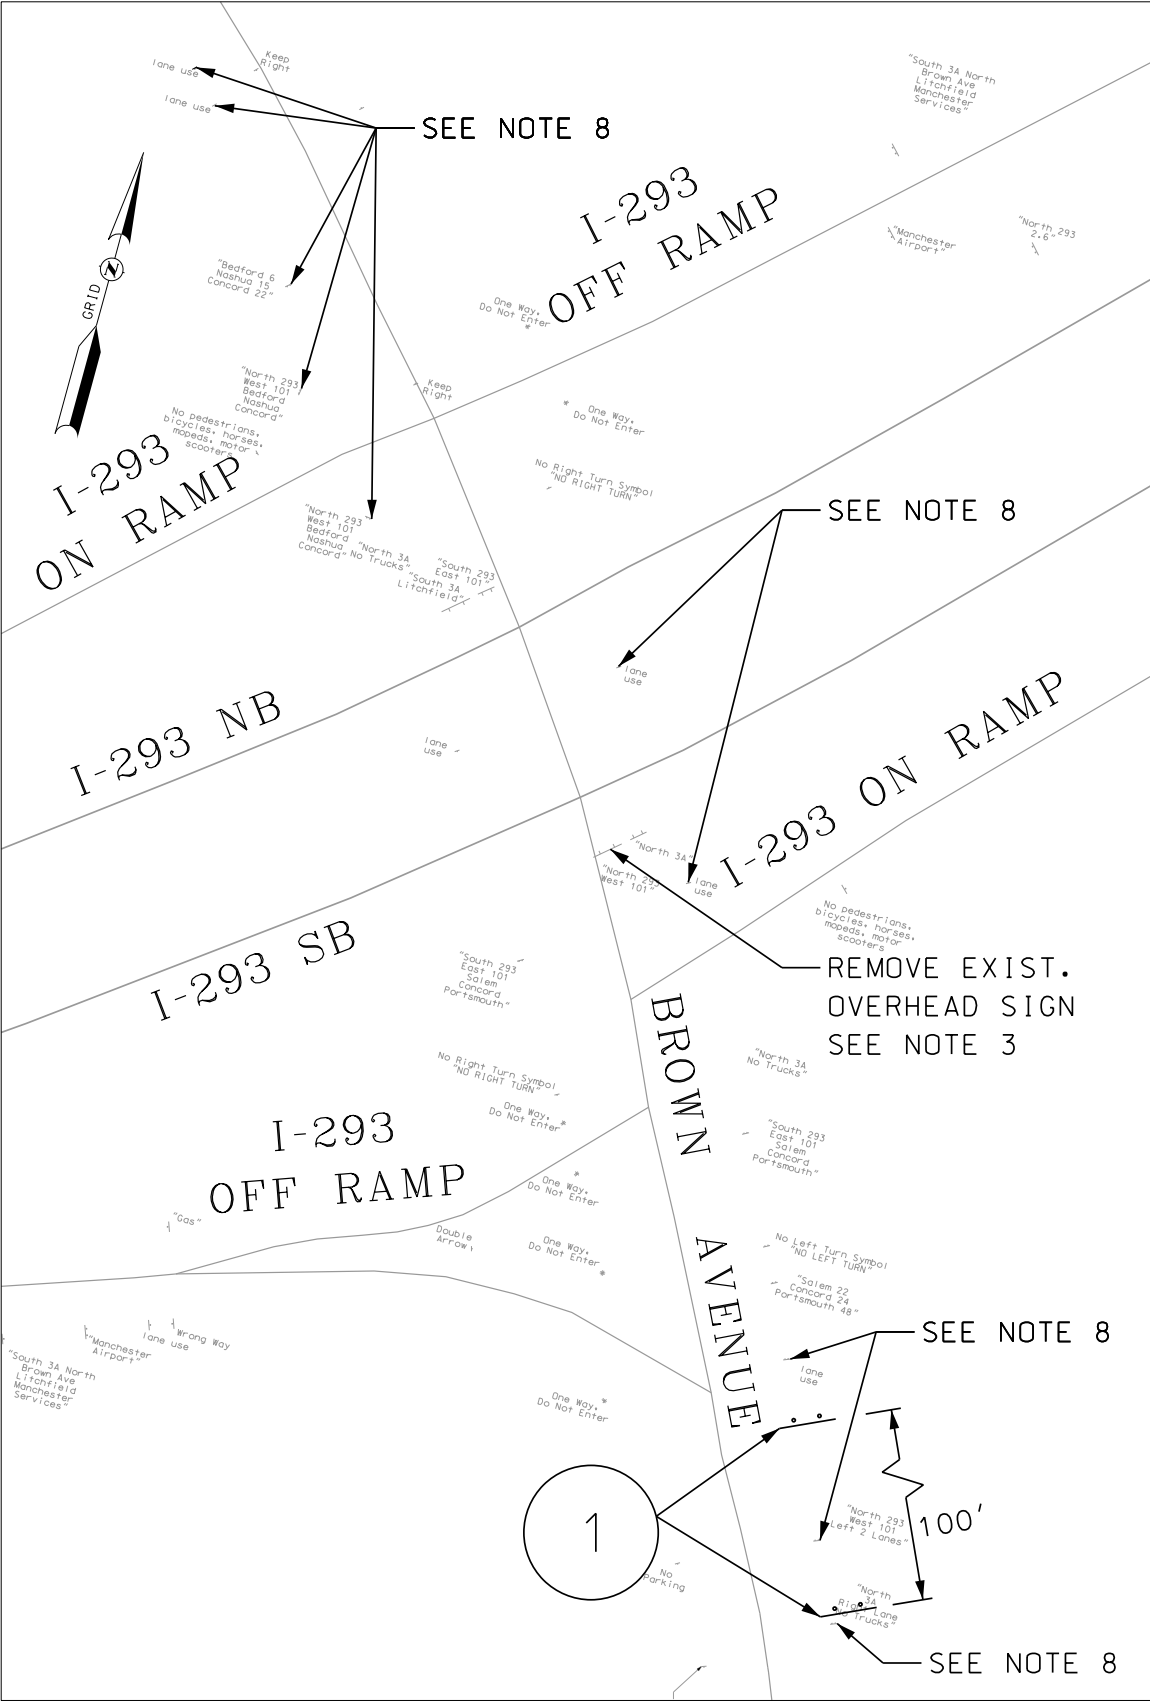 Keep
Right
lane use
lane use
SEE NOTE 8
"South 3A North
Brown Ave
Litchfield
Manchester
Services"
I-293
OFF RAMP
"Manchester
Airport"
"North 293
2.6"
GRID
N
"Bedford 6
Nashua 15
Concord 22"
One Way,
Do Not Enter
*
"North 293
West 101
Bedford
Nashua
Concord"
Keep
Right
No pedestrians,
bicycles, horses,
mopeds, motor
scooters
* One Way,
Do Not Enter
I-293
ON RAMP
No Right Turn Symbol
"NO RIGHT TURN"
SEE NOTE 8
"North 293
West 101
Bedford
Nashua
Concord"
"North 3A
No Trucks"
"South 293
East 101"
"South 3A
Litchfield"
lane
use
I-293 NB
lane
use
I-293 ON RAMP
"North 3A"
"North 293
West 101"
lane
use
No pedestrians,
bicycles, horses,
mopeds, motor
scooters
I-293 SB
"South 293
East 101
Salem
Concord
Portsmouth"
REMOVE EXIST.
OVERHEAD SIGN
SEE NOTE 3
BROWN
AVENUE
No Right Turn Symbol
"NO RIGHT TURN"
"North 3A
No Trucks"
One Way, *
Do Not Enter
I-293
OFF RAMP
"South 293
East 101
Salem
Concord
Portsmouth"
*
One Way,
Do Not Enter
"Gas"
Double
Arrow
One Way,
Do Not Enter
*
No Left Turn Symbol
"NO LEFT TURN"
"Salem 22
Concord 24
Portsmouth 48"
Wrong Way
lane use
"Manchester
Airport"
"South 3A North
Brown Ave
Litchfield
Manchester
Services"
SEE NOTE 8
lane
use
One Way, *
Do Not Enter
1
"North 293
West 101
Left 2 Lanes"
100'
No
Parking
"North
3A
Right Lane
No Trucks"
SEE NOTE 8